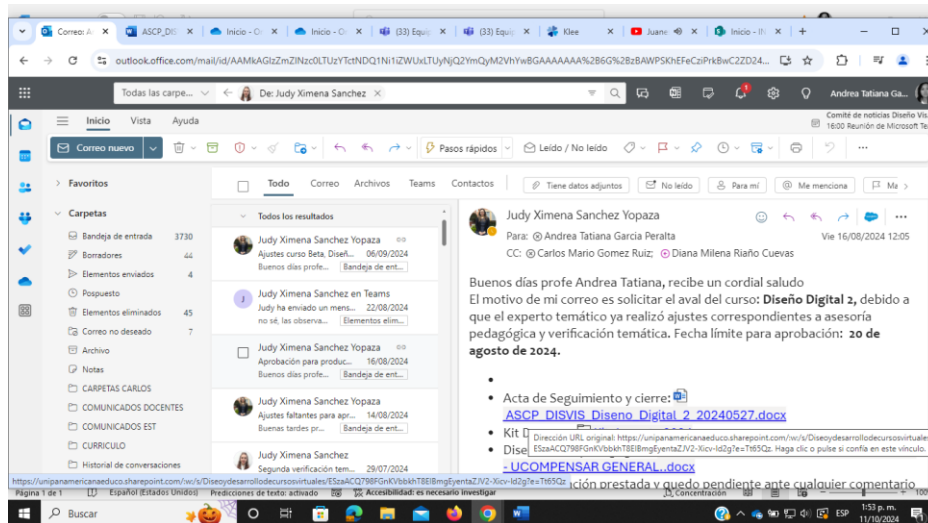 Correo: A
ASCP_DIS
Inicio - O
Inicio - O
(33) Equip
(33) Equip
Klee
Juane
Inicio - IN
outlook.office.com/mail/id/AAMkAGIzZmZlNzc0LTUzYTctNDQ1Ni1iZWUxLTUyNjQ2YmQyM2VhYwBGAAAAAAA%2B6G%2BzBAWPSKhEFeCziPrkBwC2ZD24...
Todas las carpe...
De: Judy Ximena Sanchez
Andrea Tatiana Ga...
Inicio Vista Ayuda
Comité de noticias Diseño Vis
16:00 Reunión de Microsoft Te
Correo nuevo
Pasos rápidos
Leído / No leído
Favoritos
Carpetas
Bandeja de entrada 3730
Borradores 44
Elementos enviados 4
Pospuesto
Elementos eliminados 45
Correo no deseado 7
Archivo
Notas
CARPETAS CARLOS
COMUNICADOS DOCENTES
COMUNICADOS EST
CURRICULO
Historial de conversaciones
Todo Correo Archivos Teams Contactos
Tiene datos adjuntos
No leído
Para mí
Me menciona
Ma
Todos los resultados
Judy Ximena Sanchez Yopaza
Ajustes curso Beta, Diseñ... 06/09/2024
Buenos días profe... Bandeja de ent...
Judy Ximena Sanchez en Teams
Judy ha enviado un mens... 22/08/2024
no sé, las observa... Elementos elim...
Judy Ximena Sanchez Yopaza
Aprobación para produc... 16/08/2024
Buenos días profe... Bandeja de ent...
Judy Ximena Sanchez Yopaza
Ajustes faltantes para apr... 14/08/2024
Buenas tardes pr... Bandeja de ent...
Judy Ximena Sanchez Yopaza
Segunda verificación tem... 29/07/2024
Judy Ximena Sanchez Yopaza
Para: Andrea Tatiana Garcia Peralta
Vie 16/08/2024 12:05
CC: Carlos Mario Gomez Ruiz; Diana Milena Riaño Cuevas
Buenos días profe Andrea Tatiana, recibe un cordial saludo
El motivo de mi correo es solicitar el aval del curso: Diseño Digital 2, debido a
que el experto temático ya realizó ajustes correspondientes a asesoría
pedagógica y verificación temática. Fecha límite para aprobación: 20 de
agosto de 2024.
Acta de Seguimiento y cierre:
ASCP_DISVIS_Diseno_Digital_2_20240527.docx
Kit D
Dirección URL original: https://unipanamericanaeduco.sharepoint.com/:w:/s/Diseoydesarrollodecursosvirtuale
Dise
ESzaACQ798FGnKVbbkhT8EIBmgEyentaZJV2-Xicv-Id2g?e=Tt65Qz. Haga clic o pulse si confía en este vínculo.
- UCOMPENSAR GENERAL..docx
https://unipanamericanaeduco.sharepoint.com/:w:/s/Diseoydesarrollodecursosvirtuales/ESzaACQ798FGnKVbbkhT8EIBmgEyentaZJV2-Xicv-Id2g?e=Tt65Qz
ción prestada y quedo pendiente ante cualquier comentario
Página 1 de 1
Español (Estados Unidos)
Predicciones de texto: activado
Accesibilidad: es necesario investigar
Concentración
100
Buscar
ESP
1:53 p. m.
11/10/2024